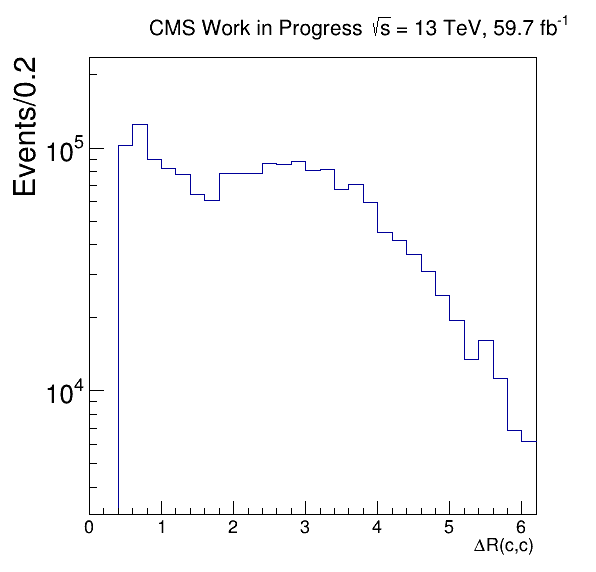 CMS Work in Progress √s = 13 TeV, 59.7 fb⁻¹
Events/0.2
10⁵
10⁴
0 1 2 3 4 5 6
ΔR(c,c)